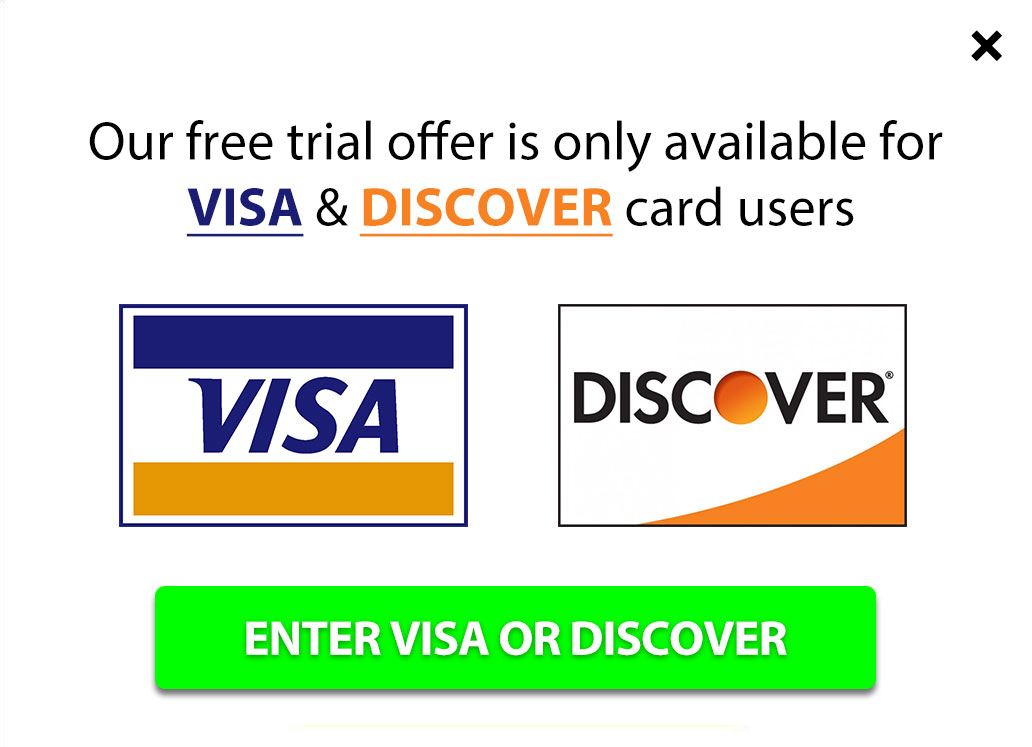 Our free trial offer is only available for
VISA & DISCOVER card users
VISA
DISCOVER®
ENTER VISA OR DISCOVER